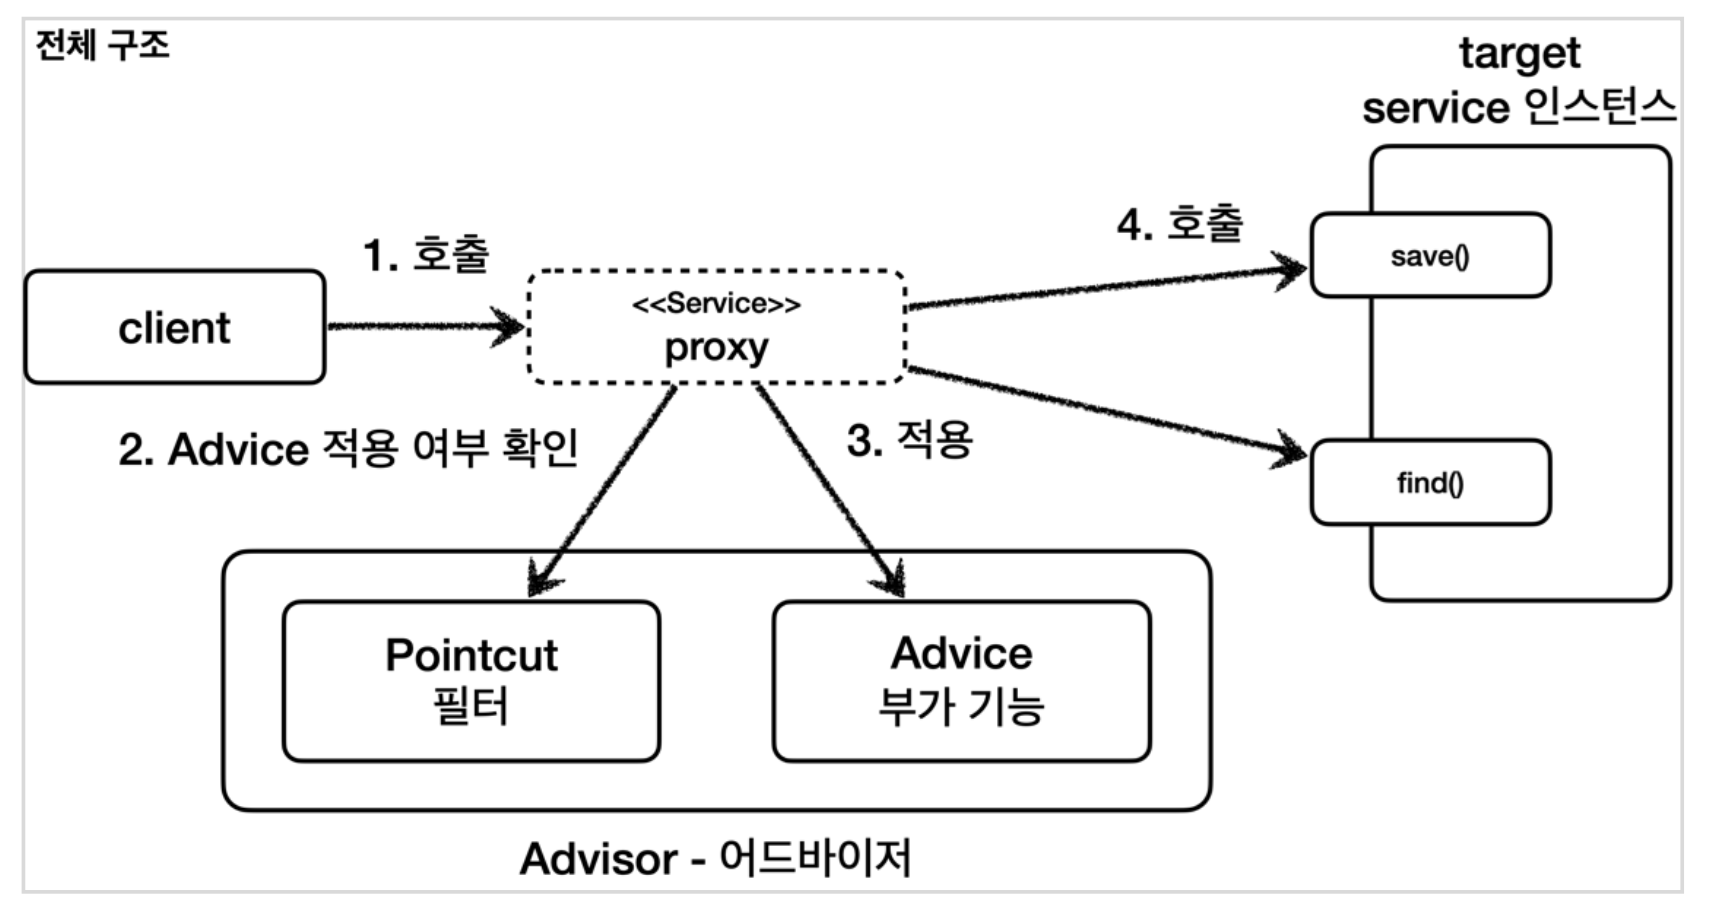 전체 구조
target
service 인스턴스
1. 호출
4. 호출
client
<<Service>>
proxy
save()
2. Advice 적용 여부 확인
3. 적용
find()
Pointcut
필터
Advice
부가 기능
Advisor - 어드바이저